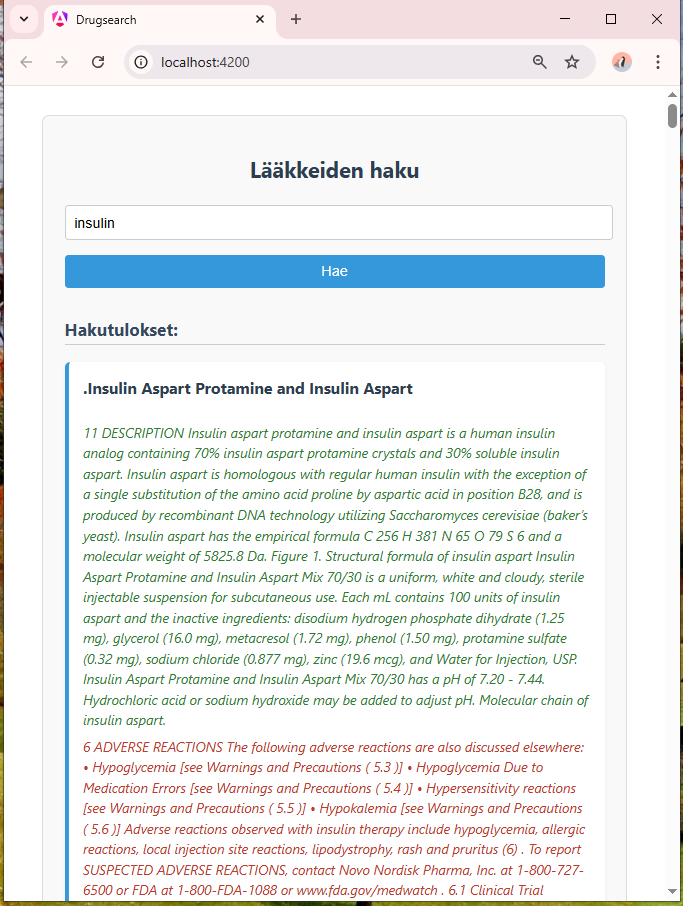 Drugsearch
localhost:4200
Lääkkeiden haku
insulin
Hae
Hakutulokset:
.Insulin Aspart Protamine and Insulin Aspart
11 DESCRIPTION Insulin aspart protamine and insulin aspart is a human insulin
analog containing 70% insulin aspart protamine crystals and 30% soluble insulin
aspart. Insulin aspart is homologous with regular human insulin with the exception of
a single substitution of the amino acid proline by aspartic acid in position B28, and is
produced by recombinant DNA technology utilizing Saccharomyces cerevisiae (baker's
yeast). Insulin aspart has the empirical formula C 256 H 381 N 65 O 79 S 6 and a
molecular weight of 5825.8 Da. Figure 1. Structural formula of insulin aspart Insulin
Aspart Protamine and Insulin Aspart Mix 70/30 is a uniform, white and cloudy, sterile
injectable suspension for subcutaneous use. Each mL contains 100 units of insulin
aspart and the inactive ingredients: disodium hydrogen phosphate dihydrate (1.25
mg), glycerol (16.0 mg), metacresol (1.72 mg), phenol (1.50 mg), protamine sulfate
(0.32 mg), sodium chloride (0.877 mg), zinc (19.6 mcg), and Water for Injection, USP.
Insulin Aspart Protamine and Insulin Aspart Mix 70/30 has a pH of 7.20 - 7.44.
Hydrochloric acid or sodium hydroxide may be added to adjust pH. Molecular chain of
insulin aspart.
6 ADVERSE REACTIONS The following adverse reactions are also discussed elsewhere:
• Hypoglycemia [see Warnings and Precautions ( 5.3 )] • Hypoglycemia Due to
Medication Errors [see Warnings and Precautions ( 5.4 )] • Hypersensitivity reactions
[see Warnings and Precautions ( 5.5 )] • Hypokalemia [see Warnings and Precautions
( 5.6 )] Adverse reactions observed with insulin therapy include hypoglycemia, allergic
reactions, local injection site reactions, lipodystrophy, rash and pruritus (6) . To report
SUSPECTED ADVERSE REACTIONS, contact Novo Nordisk Pharma, Inc. at 1-800-727-
6500 or FDA at 1-800-FDA-1088 or www.fda.gov/medwatch . 6.1 Clinical Trial